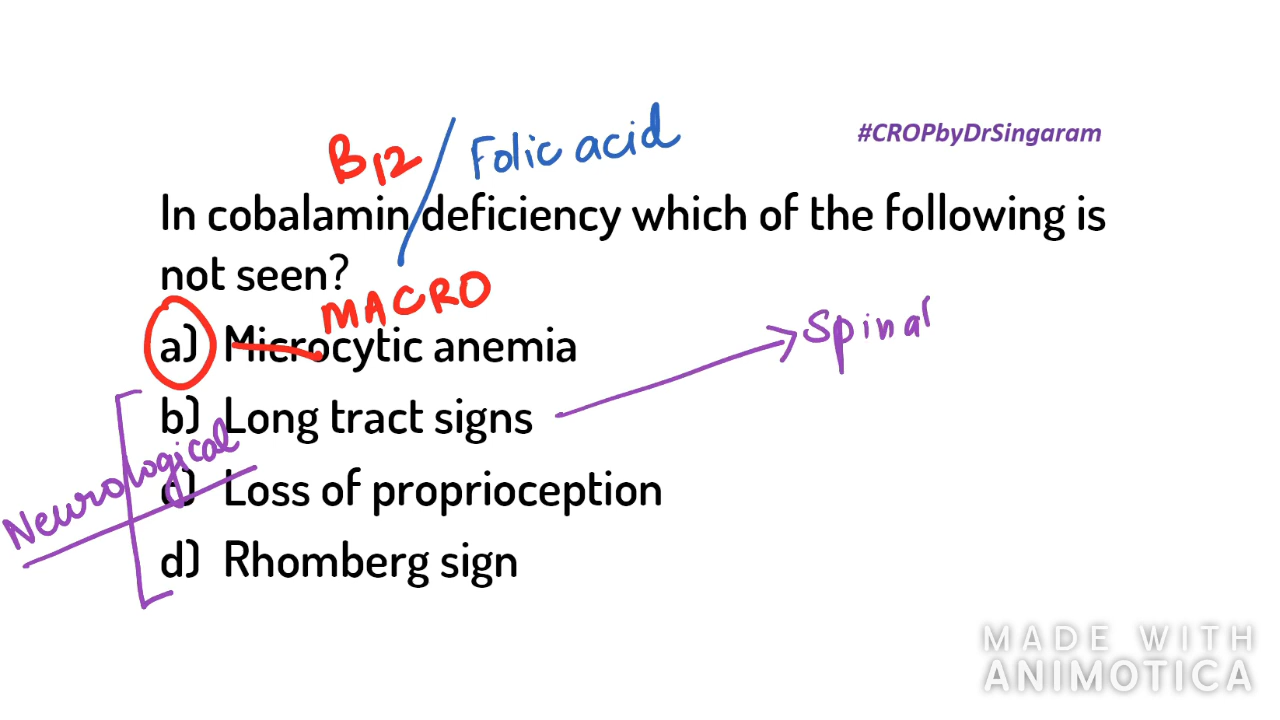 #CROPbyDrSingaram
B12 / Folic acid
In cobalamin deficiency which of the following is
not seen?
MACRO
a) Microcytic anemia
Spinal
b) Long tract signs
Neurological
c) Loss of proprioception
d) Rhomberg sign
MADE WITH
ANIMOTICA